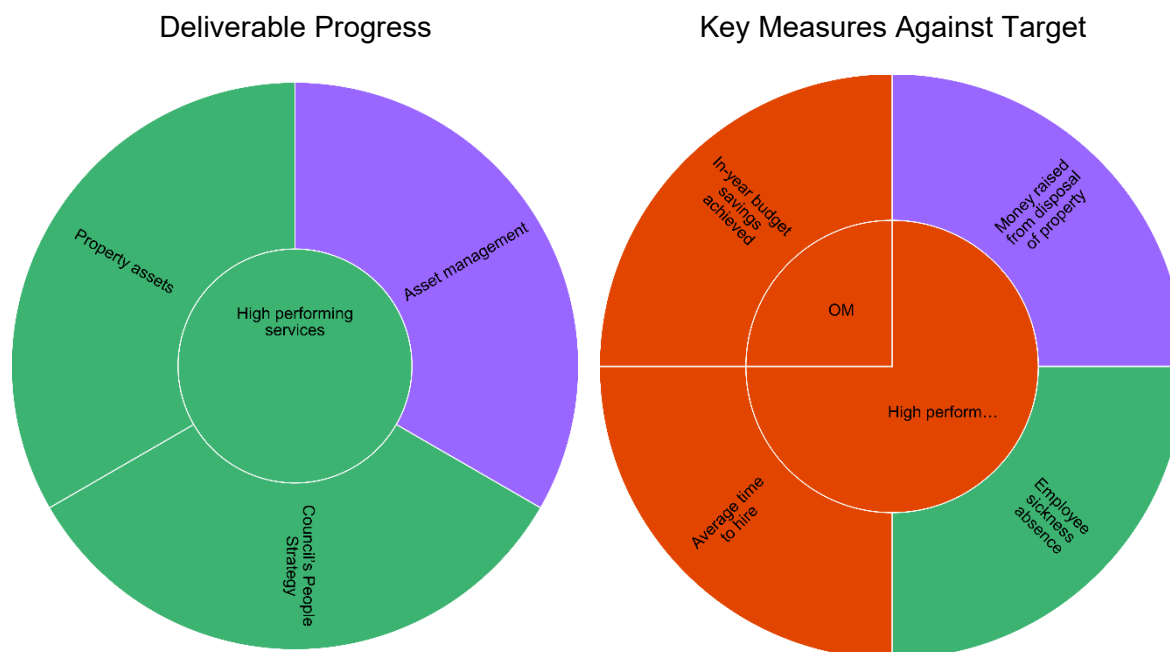 Deliverable Progress
Property assets
High performing
services
Asset management
Council's People
Strategy
Key Measures Against Target
In-year budget
savings
achieved
Money raised
from disposal
of property
OM
High perform…
Average time
to hire
Employee
sickness
absence